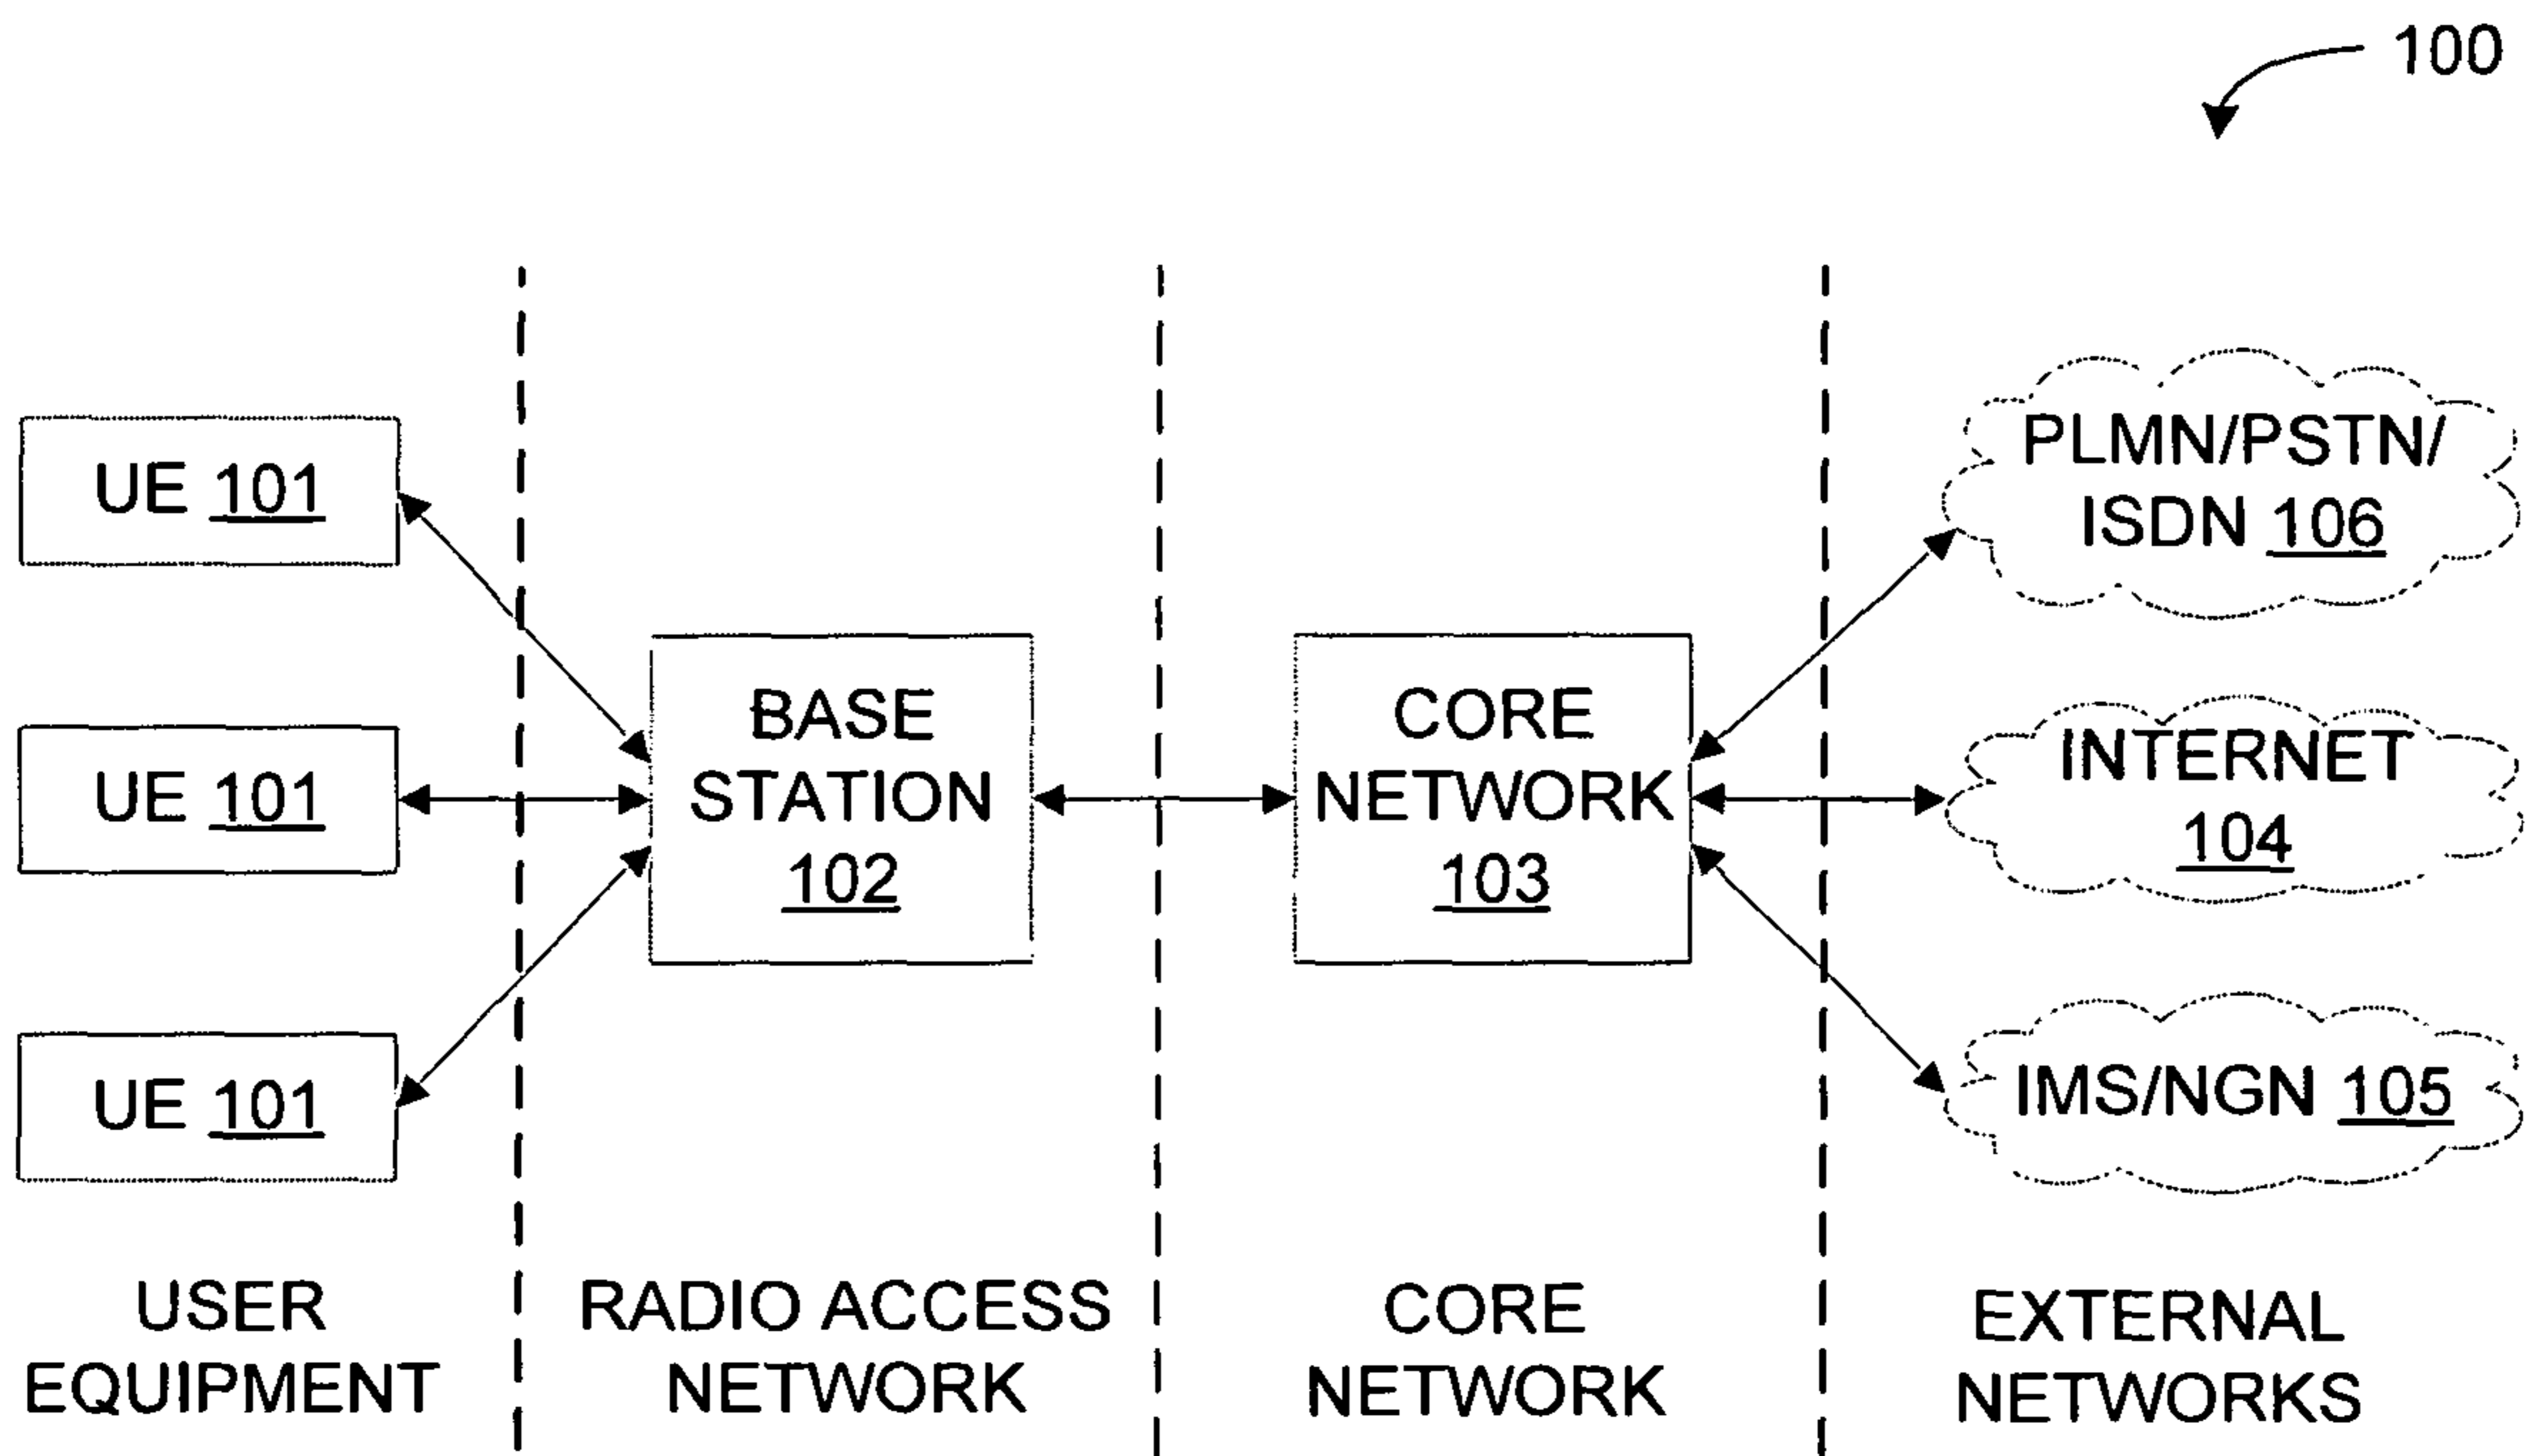 100
UE 101
UE 101
UE 101
BASE
STATION
102
CORE
NETWORK
103
PLMN/PSTN/
ISDN 106
INTERNET
104
IMS/NGN 105
USER
EQUIPMENT
RADIO ACCESS
NETWORK
CORE
NETWORK
EXTERNAL
NETWORKS